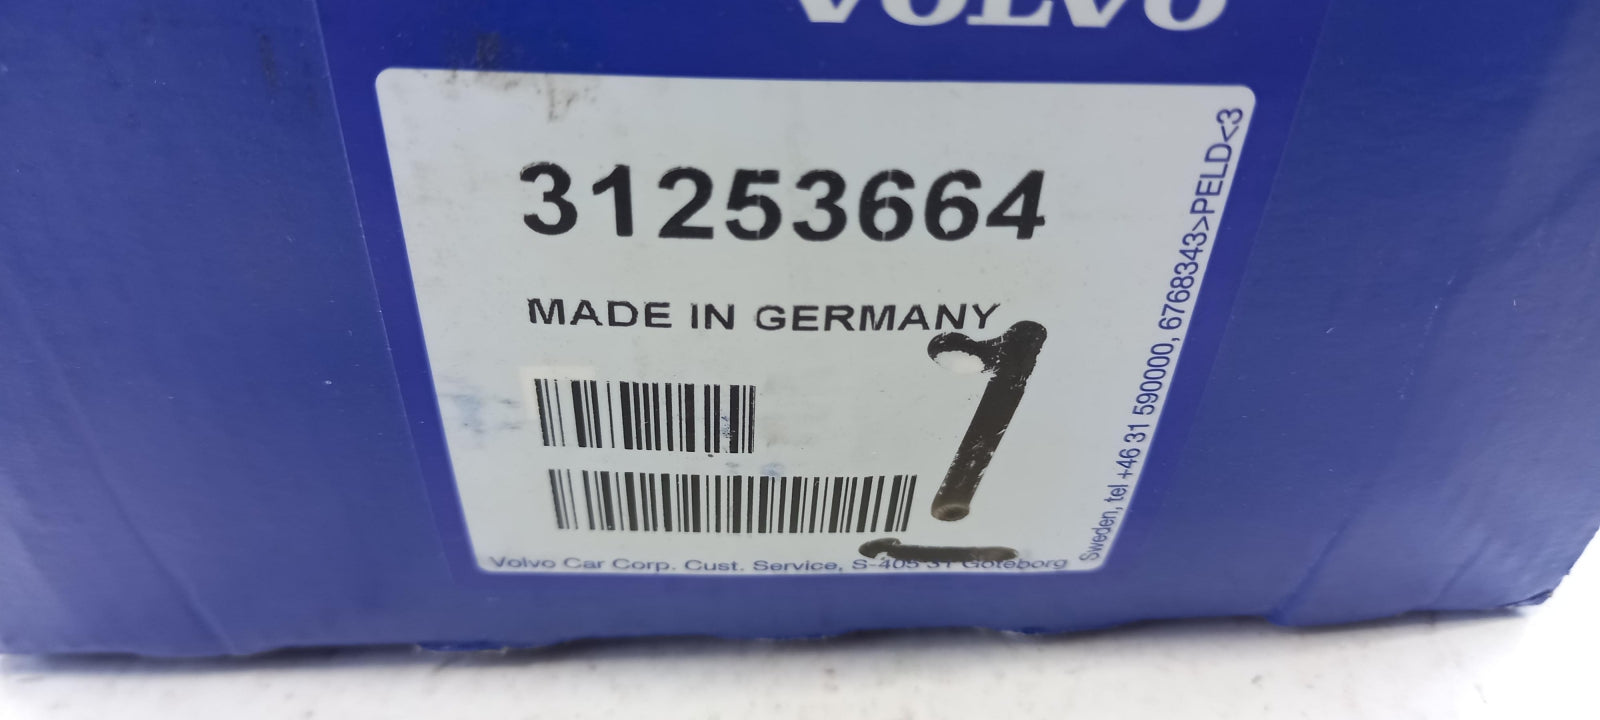 VOLVO
31253664
MADE IN GERMANY
1
Volvo Car Corp. Cust. Service, S-405 31 Göteborg
Sweden, tel +46 31 590000, 6768343>PELD<3